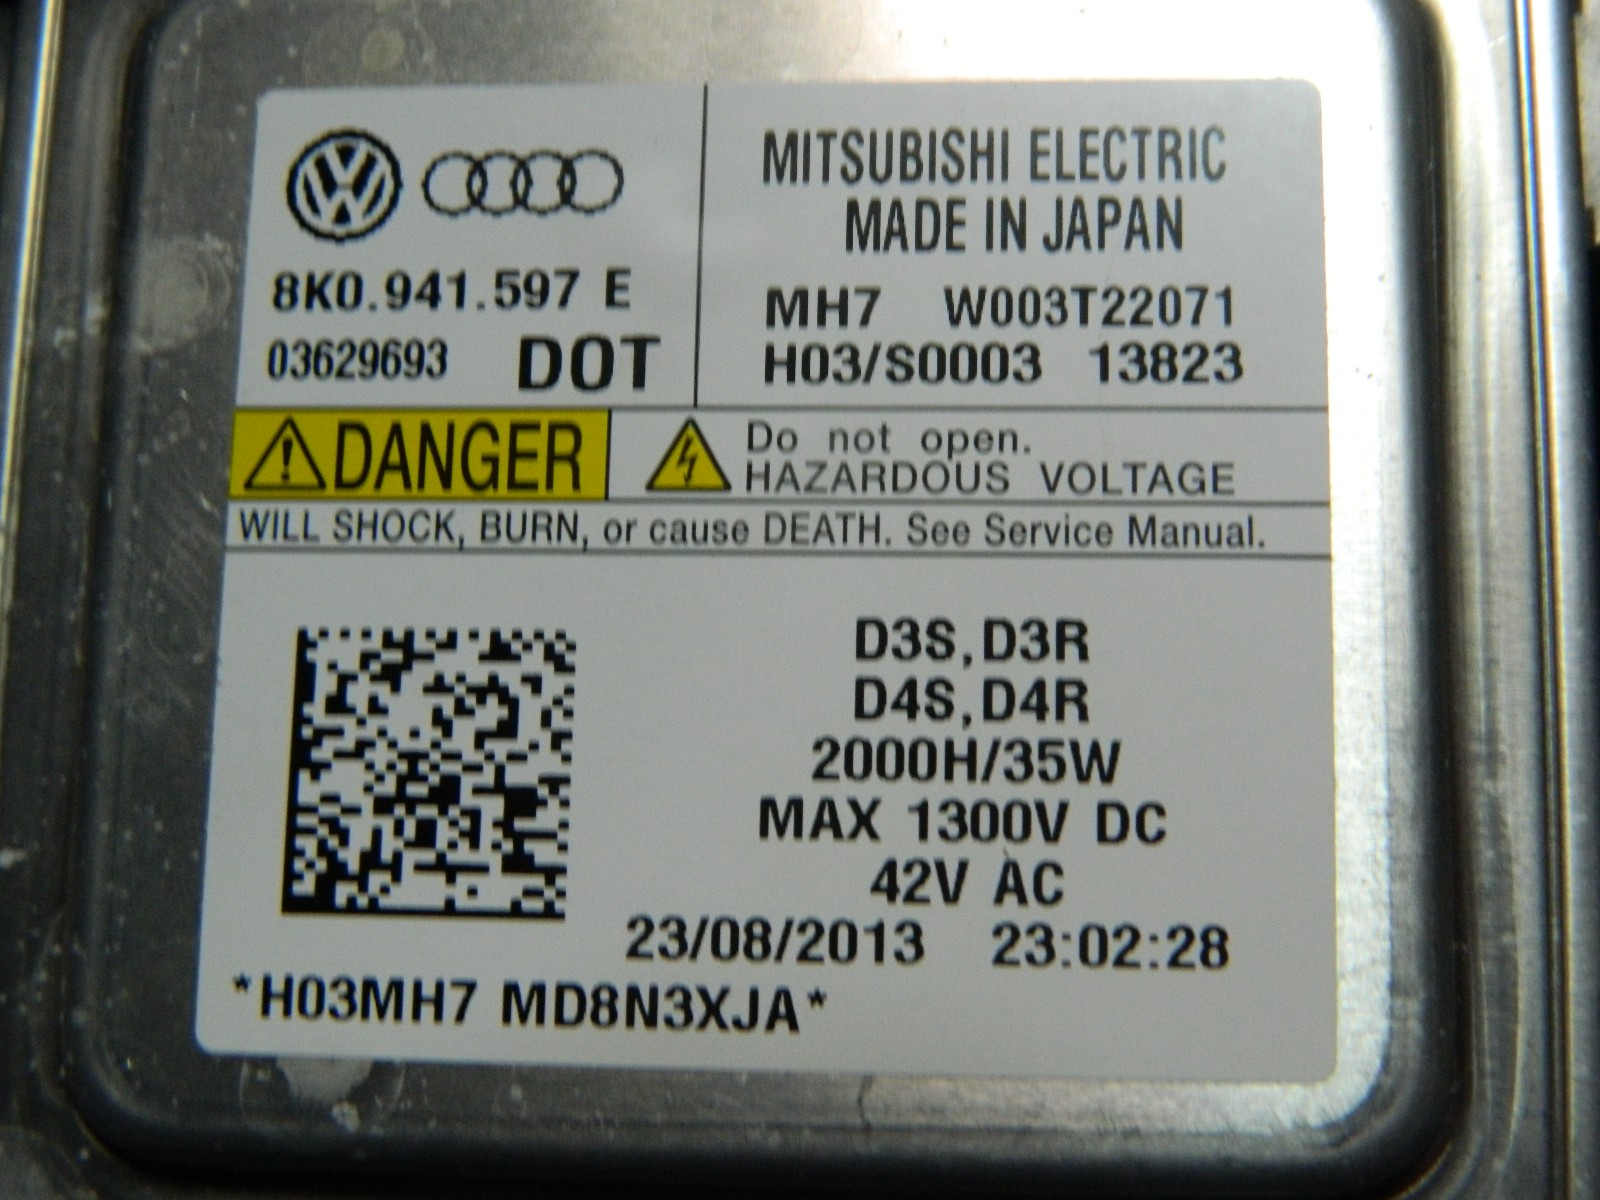 8K0.941.597 E
03629693 DOT
MITSUBISHI ELECTRIC
MADE IN JAPAN
MH7 W003T22071
H03/S0003 13823
DANGER
Do not open.
HAZARDOUS VOLTAGE
WILL SHOCK, BURN, or cause DEATH. See Service Manual.
D3S,D3R
D4S,D4R
2000H/35W
MAX 1300V DC
42V AC
23/08/2013 23:02:28
*H03MH7 MD8N3XJA*